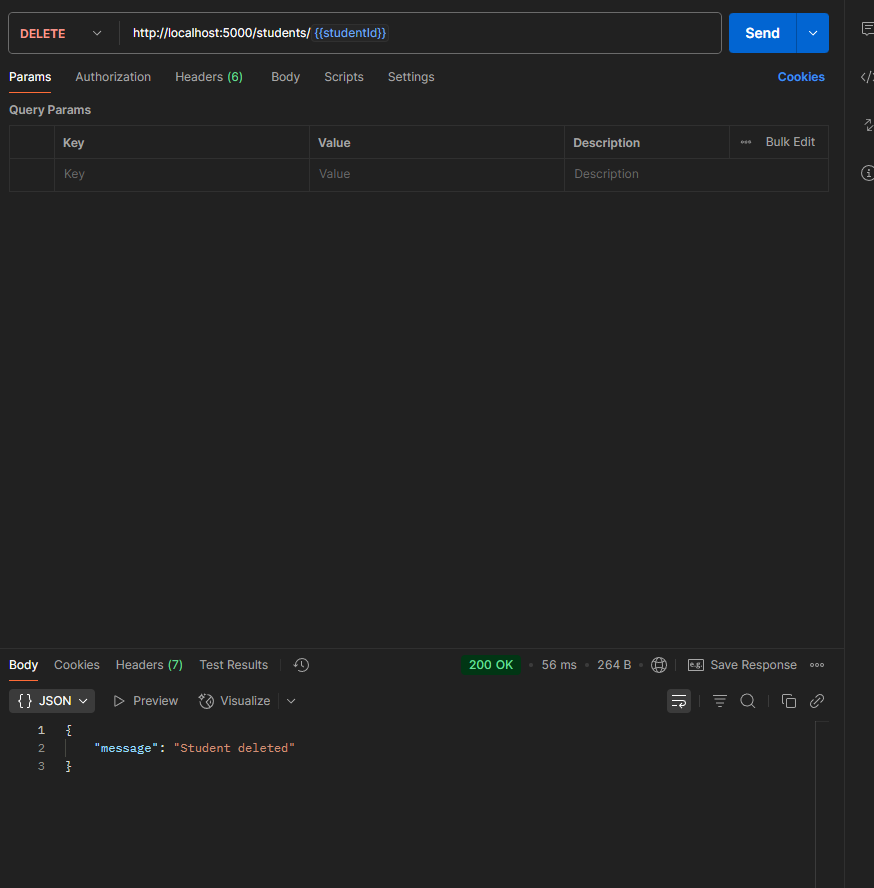 DELETE http://localhost:5000/students/ {{studentId}} Send
Params Authorization Headers (6) Body Scripts Settings Cookies
Query Params
Key Value Description Bulk Edit
Key Value Description
Body Cookies Headers (7) Test Results 200 OK 56 ms 264 B e.g. Save Response
{ } JSON Preview Visualize
1 {
2 "message": "Student deleted"
3 }